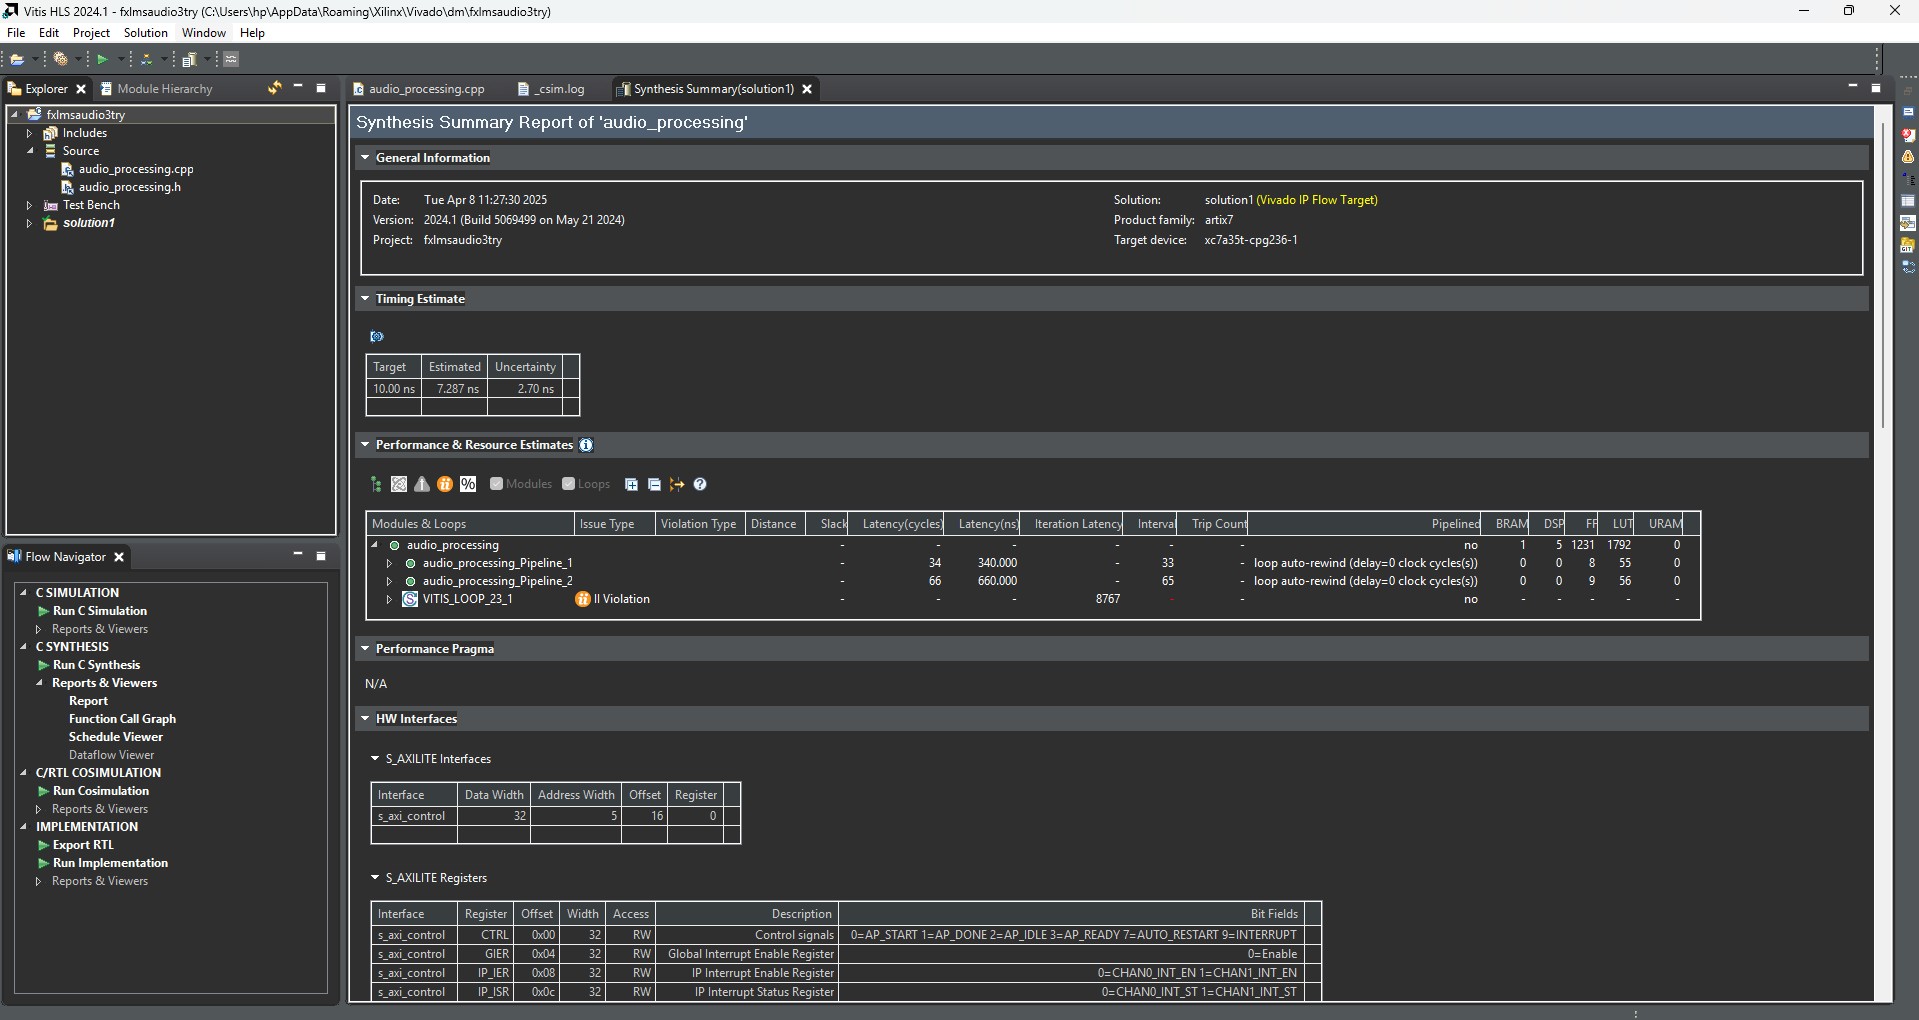 Vitis HLS 2024.1 - fxlmsaudio3try (C:\Users\hp\AppData\Roaming\Xilinx\Vivado\dm\fxlmsaudio3try)
File Edit Project Solution Window Help
Explorer Module Hierarchy
audio_processing.cpp _csim.log Synthesis Summary(solution1)
fxlmsaudio3try
Includes
Source
audio_processing.cpp
audio_processing.h
Test Bench
solution1
Synthesis Summary Report of 'audio_processing'
General Information
Date: Tue Apr 8 11:27:30 2025
Version: 2024.1 (Build 5069499 on May 21 2024)
Project: fxlmsaudio3try
Solution: solution1 (Vivado IP Flow Target)
Product family: artix7
Target device: xc7a35t-cpg236-1
Timing Estimate
Target Estimated Uncertainty
10.00 ns 7.287 ns 2.70 ns
Performance & Resource Estimates
% Modules Loops
Modules & Loops Issue Type Violation Type Distance Slack Latency(cycles) Latency(ns) Iteration Latency Interval Trip Count Pipelined BRAM DSP FF LUT URAM
audio_processing - - - - - - no 1 5 1231 1792 0
audio_processing_Pipeline_1 - 34 340.000 - 33 - loop auto-rewind (delay=0 clock cycles(s)) 0 0 8 55 0
audio_processing_Pipeline_2 - 66 660.000 - 65 - loop auto-rewind (delay=0 clock cycles(s)) 0 0 9 56 0
VITIS_LOOP_23_1 II Violation - - - 8767 - - no - - - - -
Performance Pragma
N/A
HW Interfaces
S_AXILITE Interfaces
Interface Data Width Address Width Offset Register
s_axi_control 32 5 16 0
S_AXILITE Registers
Interface Register Offset Width Access Description Bit Fields
s_axi_control CTRL 0x00 32 RW Control signals 0=AP_START 1=AP_DONE 2=AP_IDLE 3=AP_READY 7=AUTO_RESTART 9=INTERRUPT
s_axi_control GIER 0x04 32 RW Global Interrupt Enable Register 0=Enable
s_axi_control IP_IER 0x08 32 RW IP Interrupt Enable Register 0=CHAN0_INT_EN 1=CHAN1_INT_EN
s_axi_control IP_ISR 0x0c 32 RW IP Interrupt Status Register 0=CHAN0_INT_ST 1=CHAN1_INT_ST
Flow Navigator
C SIMULATION
Run C Simulation
Reports & Viewers
C SYNTHESIS
Run C Synthesis
Reports & Viewers
Report
Function Call Graph
Schedule Viewer
Dataflow Viewer
C/RTL COSIMULATION
Run Cosimulation
Reports & Viewers
IMPLEMENTATION
Export RTL
Run Implementation
Reports & Viewers